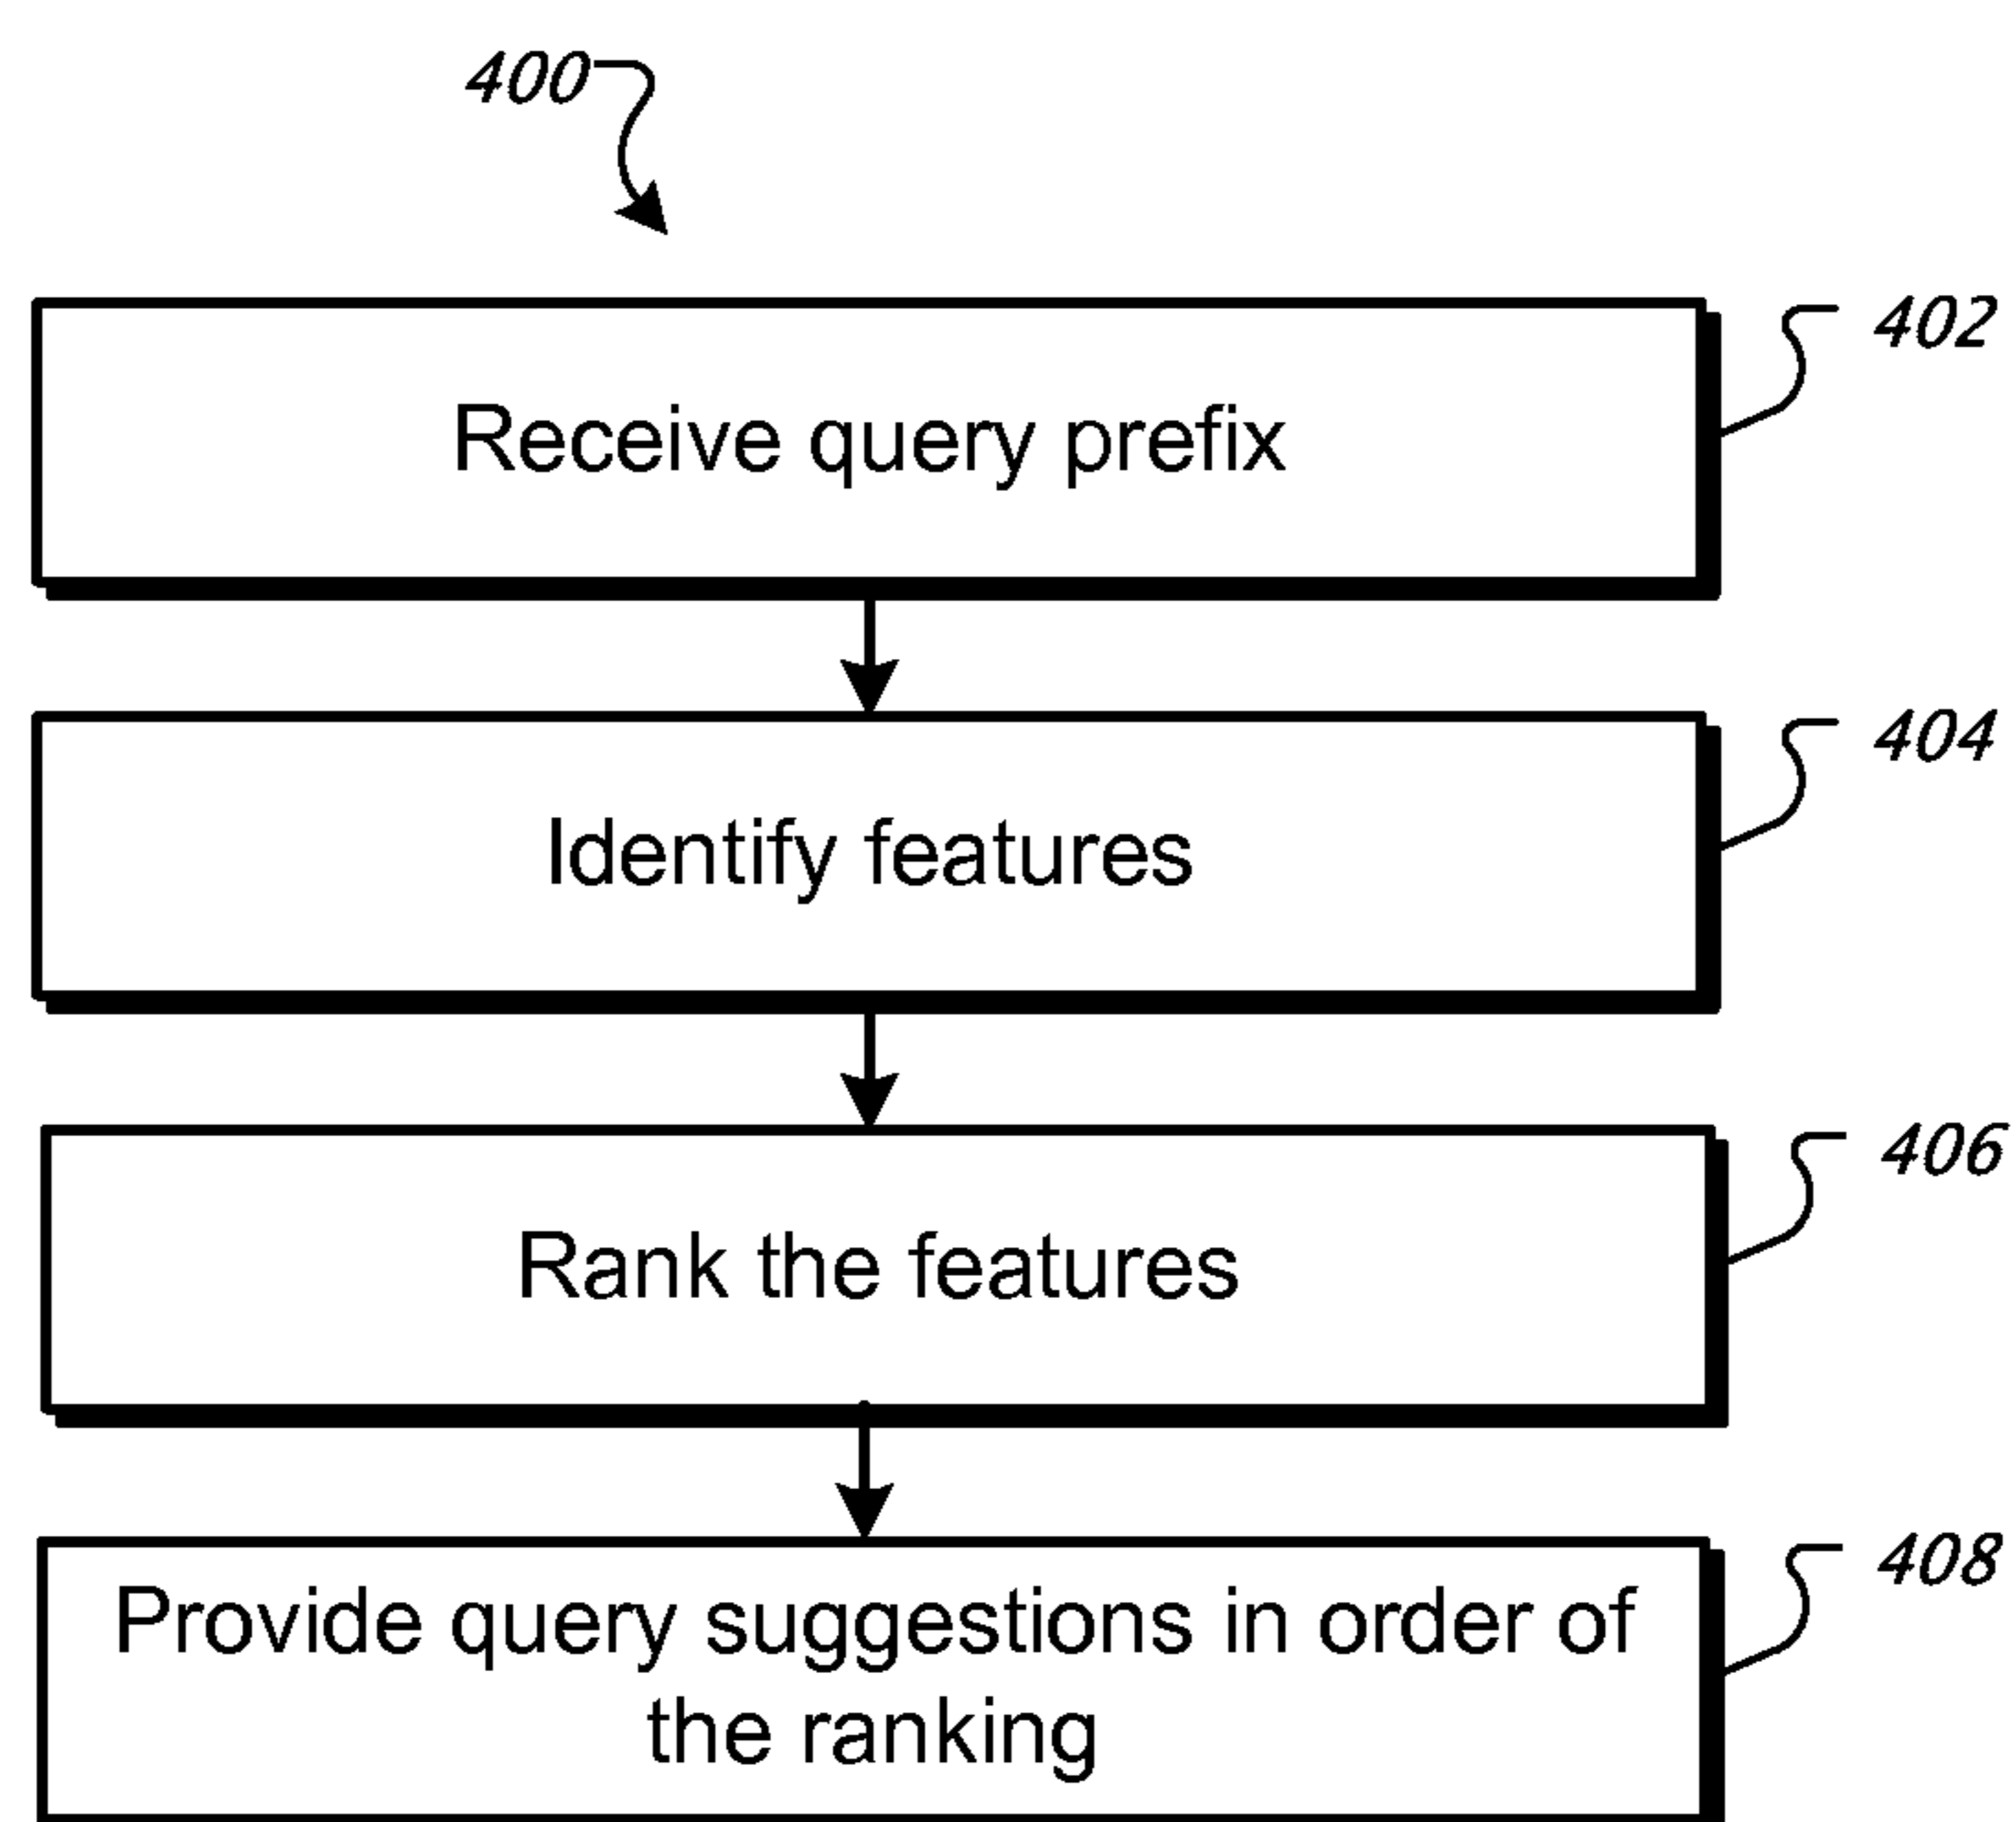 400
402
Receive query prefix
404
Identify features
406
Rank the features
408
Provide query suggestions in order of
the ranking